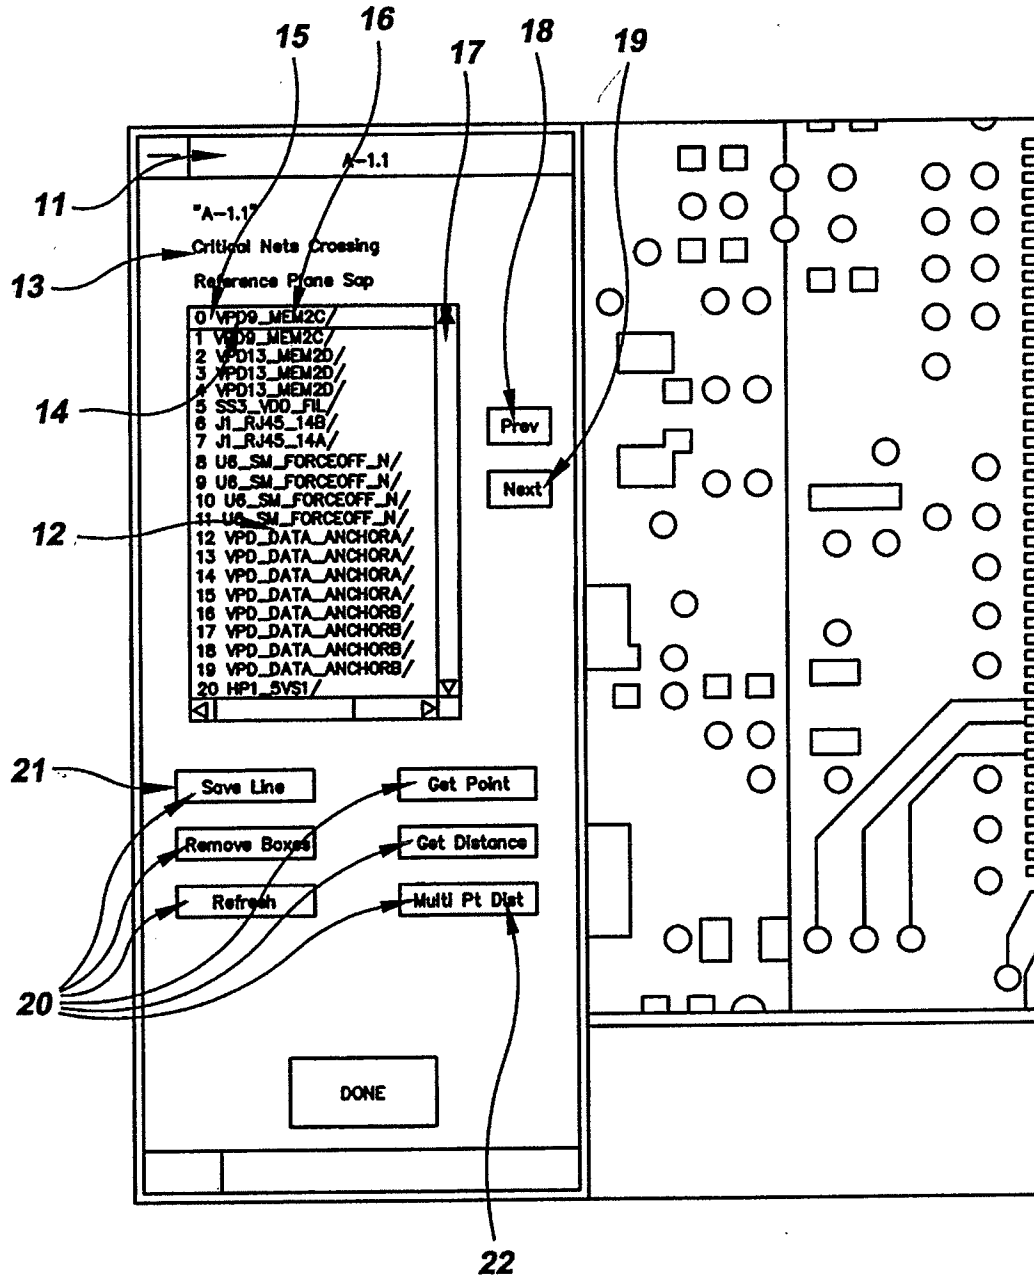 15
16
17
18
19
A-1.1
11
"A-1.1"
Critical Nets Crossing
13
Reference Plane Sap
0 VPD9_MEM2C/
1 VPD9_MEM2C/
2 VPD13_MEM2D/
3 VPD13_MEM2D/
4 VPD13_MEM2D/
14
5 SS3_VDD_FIL/
6 J1_RJ45_14B/
7 J1_RJ45_14A/
8 U6_SM_FORCEOFF_N/
9 U6_SM_FORCEOFF_N/
10 U6_SM_FORCEOFF_N/
11 U6_SM_FORCEOFF_N/
12
12 VPD_DATA_ANCHORA/
13 VPD_DATA_ANCHORA/
14 VPD_DATA_ANCHORA/
15 VPD_DATA_ANCHORA/
16 VPD_DATA_ANCHORB/
17 VPD_DATA_ANCHORB/
18 VPD_DATA_ANCHORB/
19 VPD_DATA_ANCHORB/
20 HP1_5VS1/
Prev
Next
21
Save Line
Get Point
Remove Boxes
Get Distance
Refresh
Multi Pt Dist
20
DONE
22